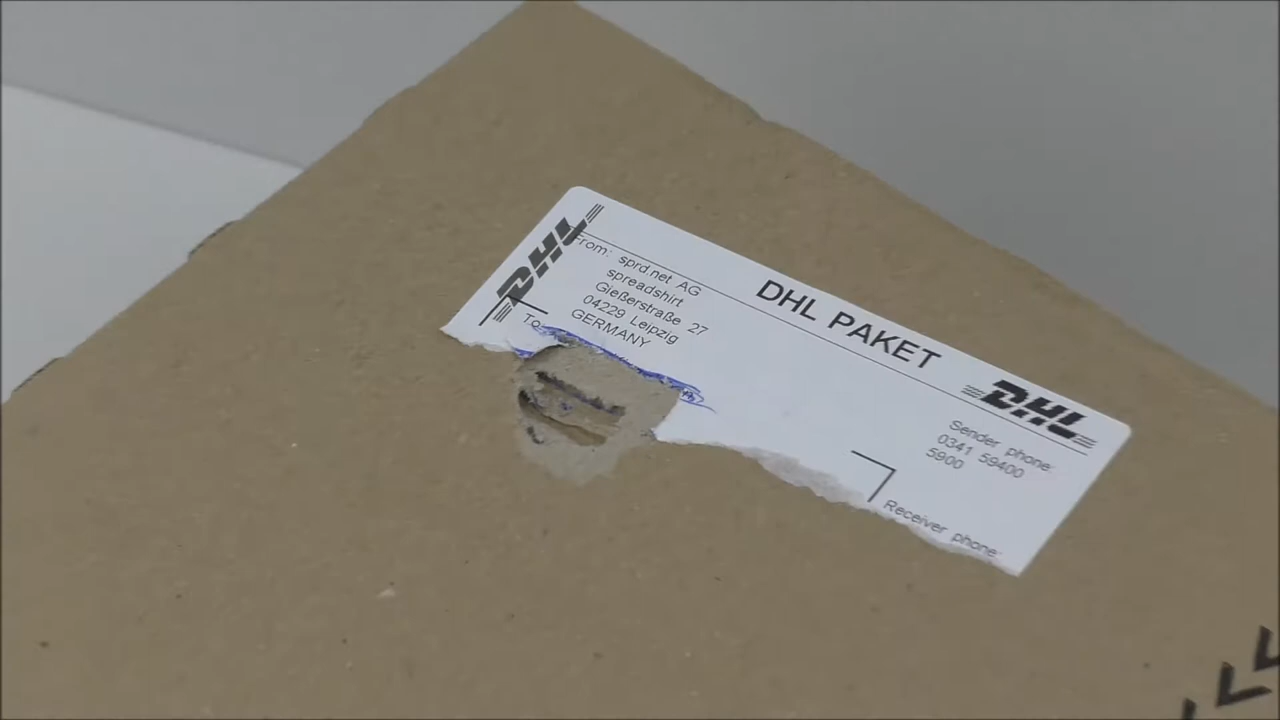 DHL
From: sprd.net AG
spreadshirt
Gießerstraße 27
04229 Leipzig
GERMANY
To:
DHL PAKET
DHL
Sender phone:
0341 59400
5900
Receiver phone: